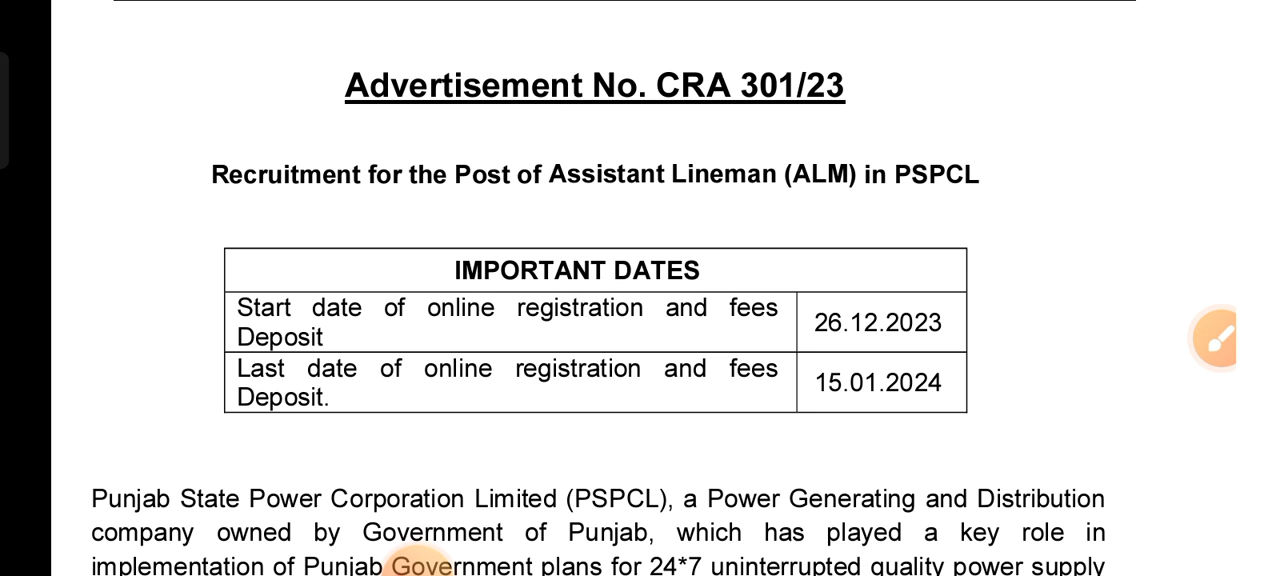 Advertisement No. CRA 301/23
Recruitment for the Post of Assistant Lineman (ALM) in PSPCL
IMPORTANT DATES
Start date of online registration and fees
Deposit
26.12.2023
Last date of online registration and fees
Deposit.
15.01.2024
Punjab State Power Corporation Limited (PSPCL), a Power Generating and Distribution
company owned by Government of Punjab, which has played a key role in
implementation of Punjab Government plans for 24*7 uninterrupted quality power supply